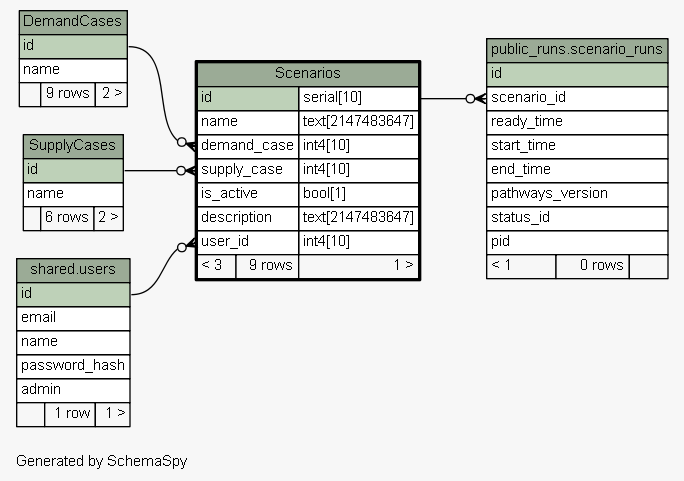 DemandCases
id
name
9 rows 2 >
SupplyCases
id
name
6 rows 2 >
shared.users
id
email
name
password_hash
admin
1 row 1 >
Scenarios
id serial[10]
name text[2147483647]
demand_case int4[10]
supply_case int4[10]
is_active bool[1]
description text[2147483647]
user_id int4[10]
< 3 9 rows 1 >
public_runs.scenario_runs
id
scenario_id
ready_time
start_time
end_time
pathways_version
status_id
pid
< 1 0 rows
Generated by SchemaSpy